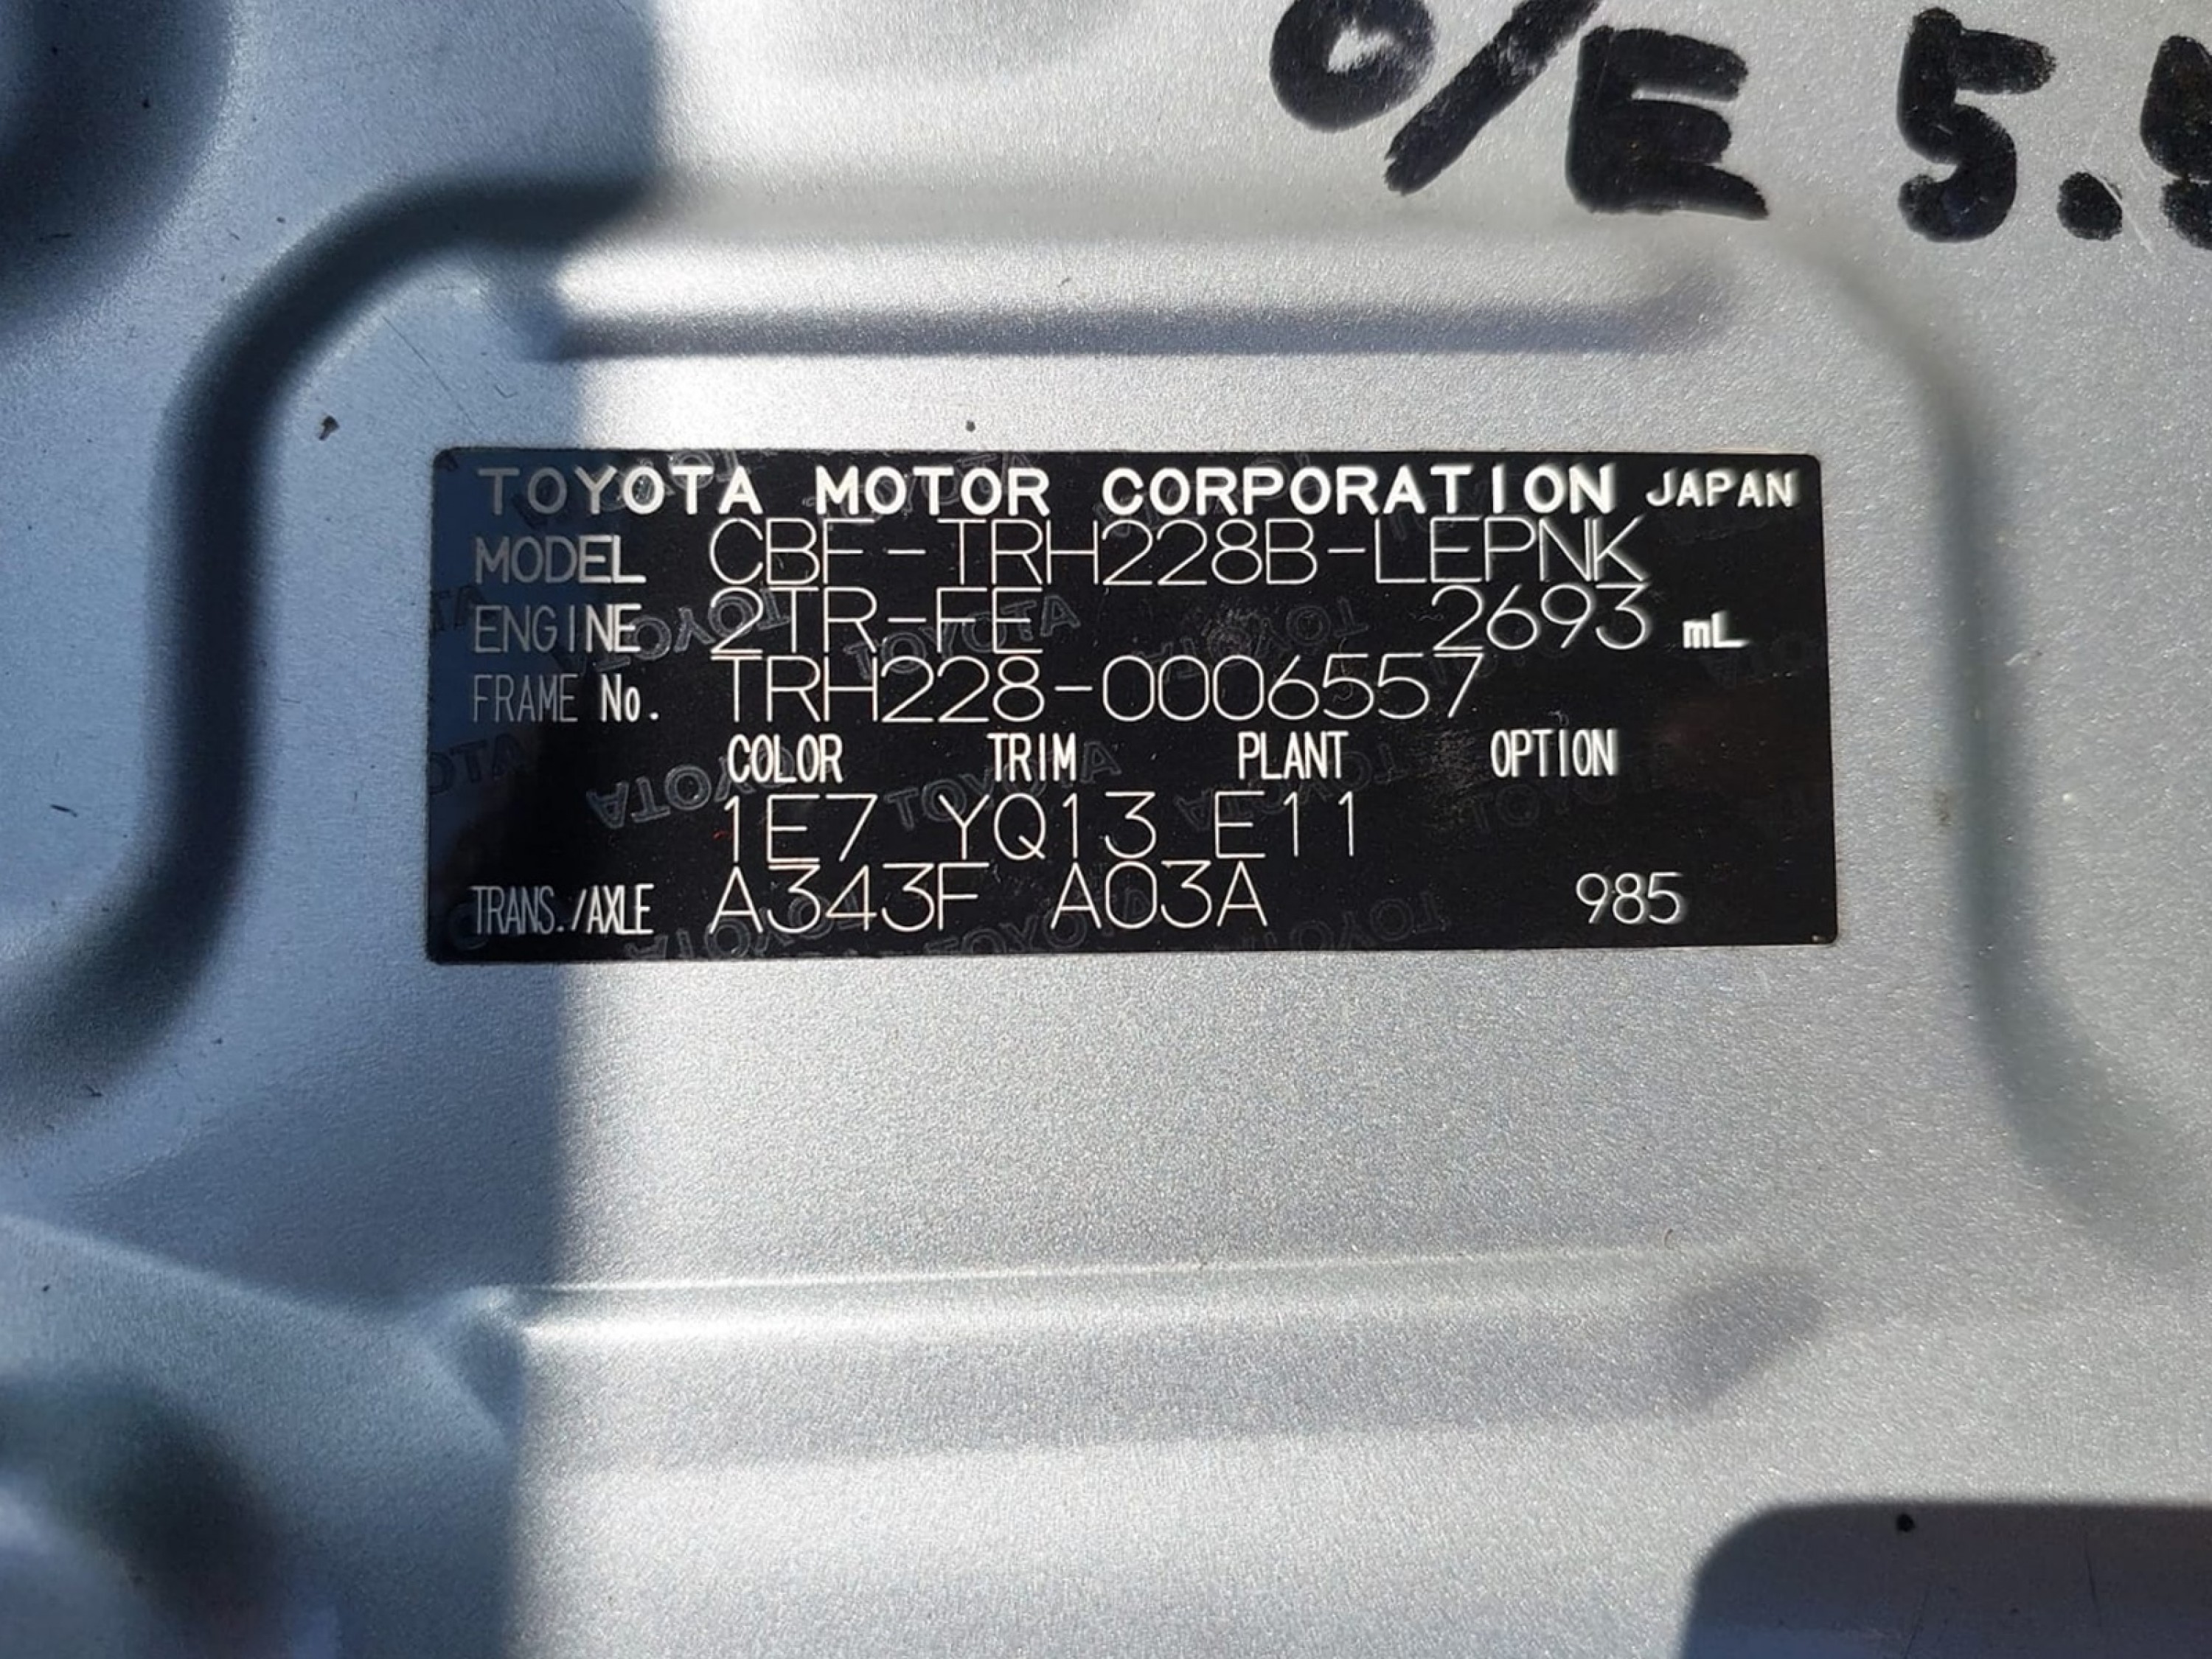 O/E 5.5
TOYOTA MOTOR CORPORATION JAPAN
MODEL CBF-TRH228B-LEPNK
ENGINE 2TR-FE 2693 mL
FRAME No. TRH228-0006557
COLOR TRIM PLANT OPTION
1E7 YQ13 E11
TRANS./AXLE A343F A03A 985